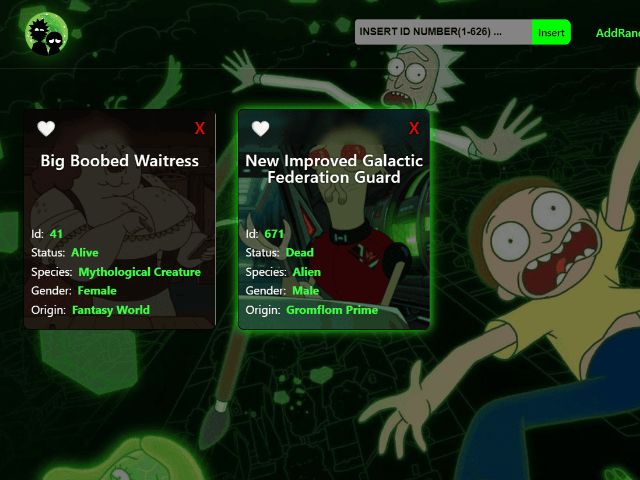 INSERT ID NUMBER(1-626) ...
Insert
X
Big Boobed Waitress
Id: 41
Status: Alive
Species: Mythological Creature
Gender: Female
Origin: Fantasy World
X
New Improved Galactic
Federation Guard
Id: 671
Status: Dead
Species: Alien
Gender: Male
Origin: Gromflom Prime